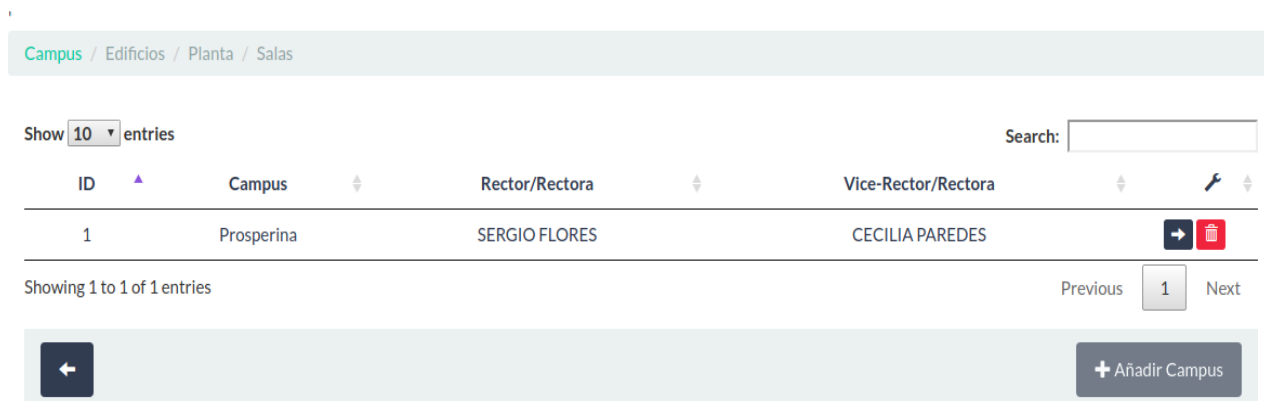 Campus / Edificios / Planta / Salas
Show 10 entries Search:
ID Campus Rector/Rectora Vice-Rector/Rectora
1 Prosperina SERGIO FLORES CECILIA PAREDES
Showing 1 to 1 of 1 entries Previous 1 Next
Añadir Campus